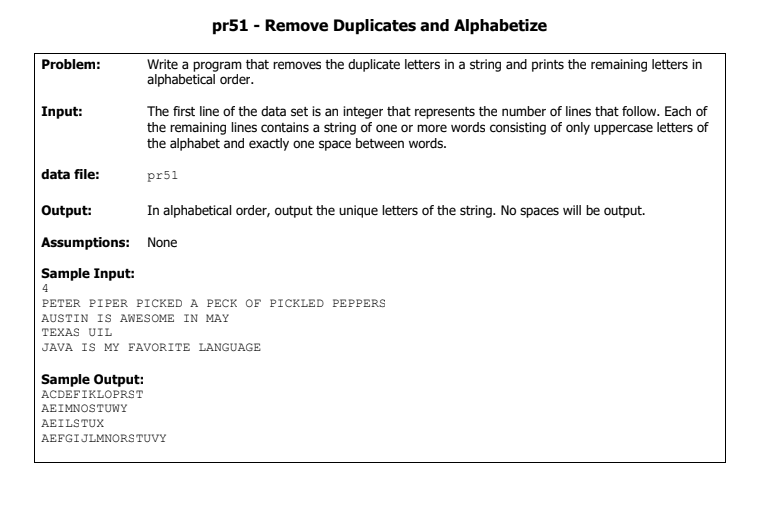 pr51 - Remove Duplicates and Alphabetize
Problem: Write a program that removes the duplicate letters in a string and prints the remaining letters in
alphabetical order.
Input: The first line of the data set is an integer that represents the number of lines that follow. Each of
the remaining lines contains a string of one or more words consisting of only uppercase letters of
the alphabet and exactly one space between words.
data file: pr51
Output: In alphabetical order, output the unique letters of the string. No spaces will be output.
Assumptions: None
Sample Input:
4
PETER PIPER PICKED A PECK OF PICKLED PEPPERS
AUSTIN IS AWESOME IN MAY
TEXAS UIL
JAVA IS MY FAVORITE LANGUAGE
Sample Output:
ACDEFIKLOPRST
AEIMNOSTUWY
AEILSTUX
AEFGIJLMNORSTUVY